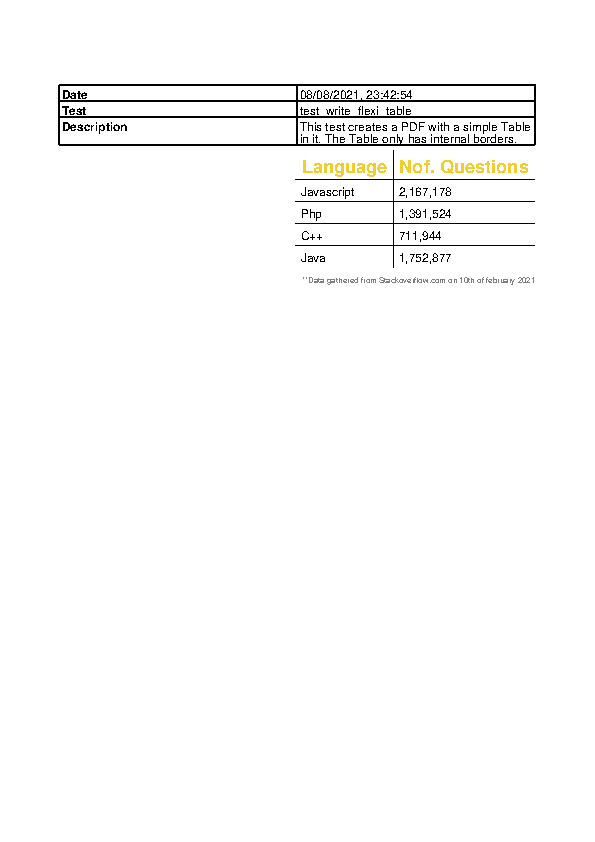 Date 08/08/2021, 23:42:54
Test test_write_flexi_table
Description This test creates a PDF with a simple Table
in it. The Table only has internal borders.
Language Nof. Questions
Javascript 2,167,178
Php 1,391,524
C++ 711,944
Java 1,752,877
**Data gathered from Stackoverflow.com on 10th of february 2021